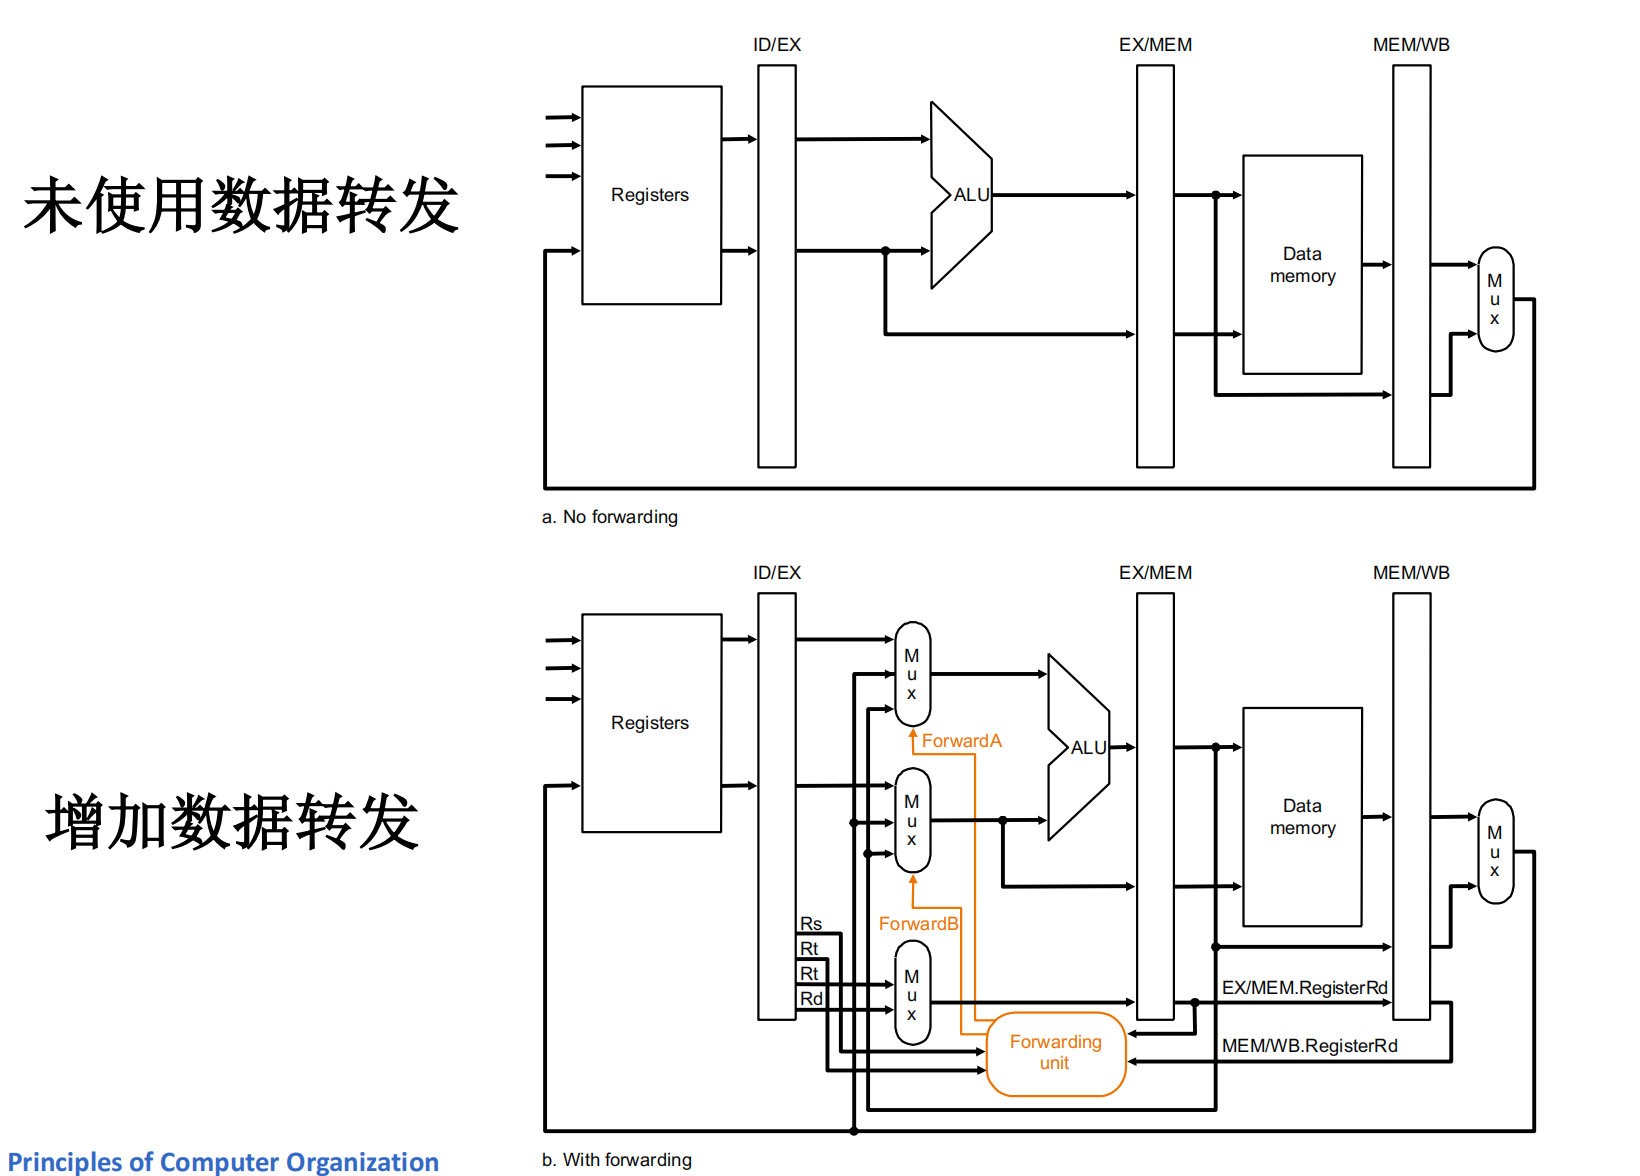 未使用数据转发
ID/EX
EX/MEM
MEM/WB
Registers
ALU
Data
memory
M
u
x
a. No forwarding
增加数据转发
ID/EX
EX/MEM
MEM/WB
Registers
M
u
x
ForwardA
M
u
x
ForwardB
ALU
Data
memory
M
u
x
Rs
Rt
Rt
Rd
M
u
x
EX/MEM.RegisterRd
Forwarding
unit
MEM/WB.RegisterRd
Principles of Computer Organization
b. With forwarding